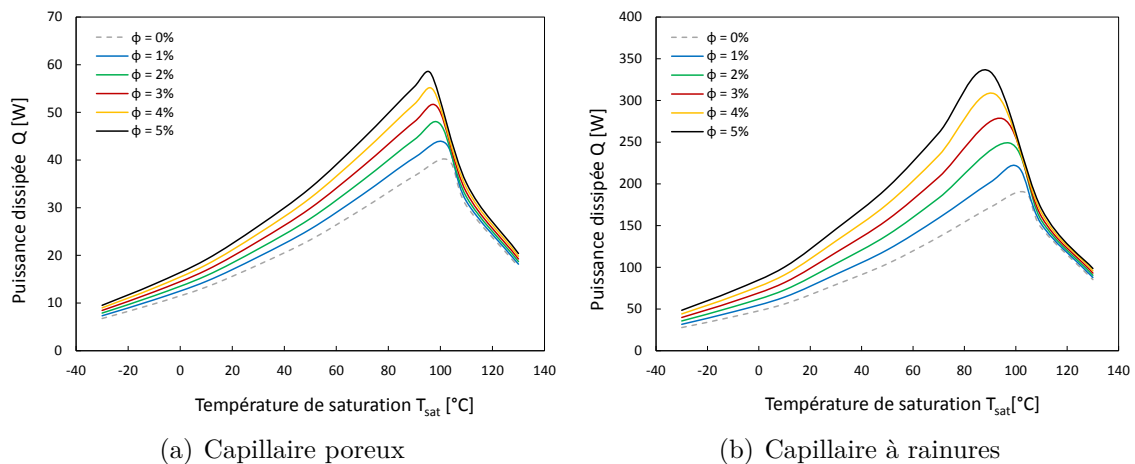 70
60
50
40
30
20
10
0
-40 -20 0 20 40 60 80 100 120 140
Puissance dissipée Q [W]
Température de saturation Tsat [°C]
ϕ = 0%
ϕ = 1%
ϕ = 2%
ϕ = 3%
ϕ = 4%
ϕ = 5%
(a) Capillaire poreux
400
350
300
250
200
150
100
50
0
-40 -20 0 20 40 60 80 100 120 140
Puissance dissipée Q [W]
Température de saturation Tsat[°C]
ϕ = 0%
ϕ = 1%
ϕ = 2%
ϕ = 3%
ϕ = 4%
ϕ = 5%
(b) Capillaire à rainures